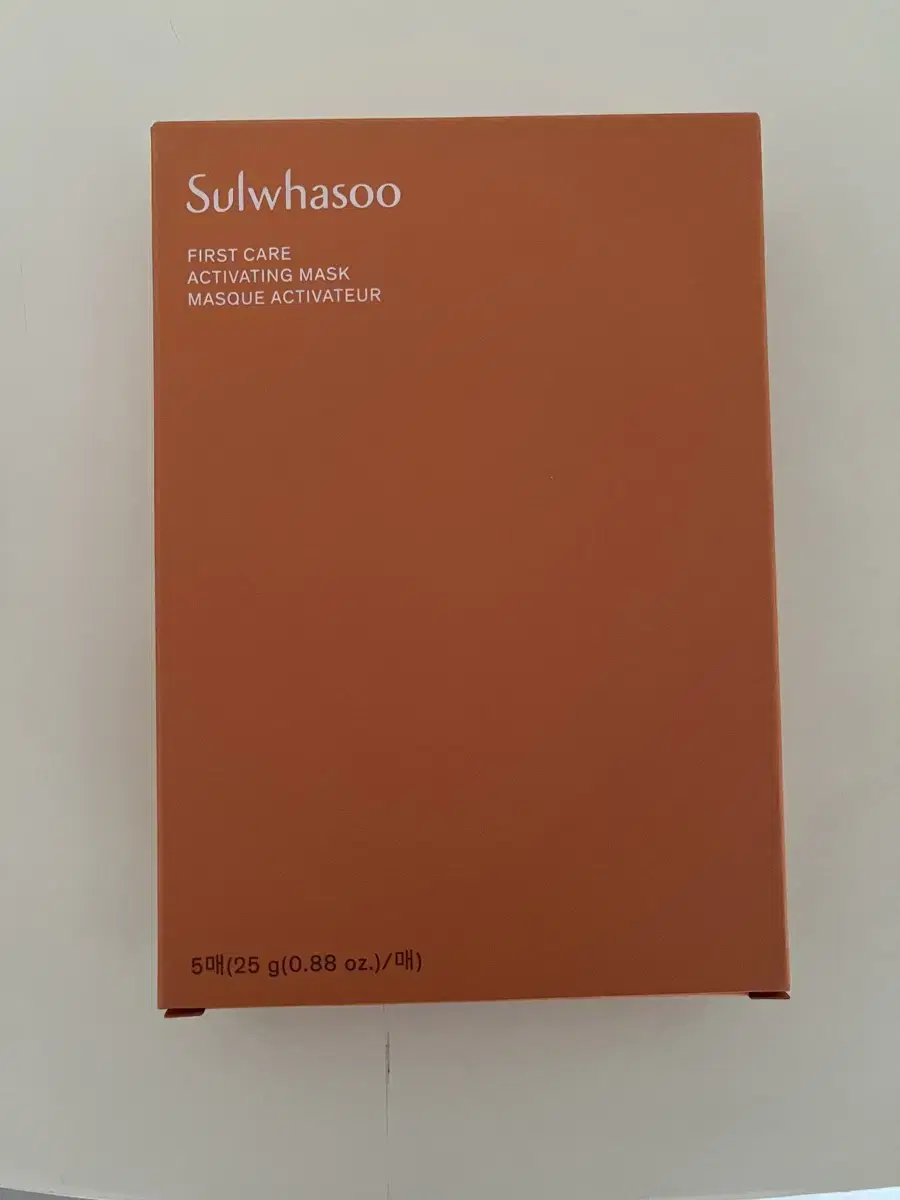 Sulwhasoo
FIRST CARE
ACTIVATING MASK
MASQUE ACTIVATEUR
5매(25 g(0.88 oz.)/매)